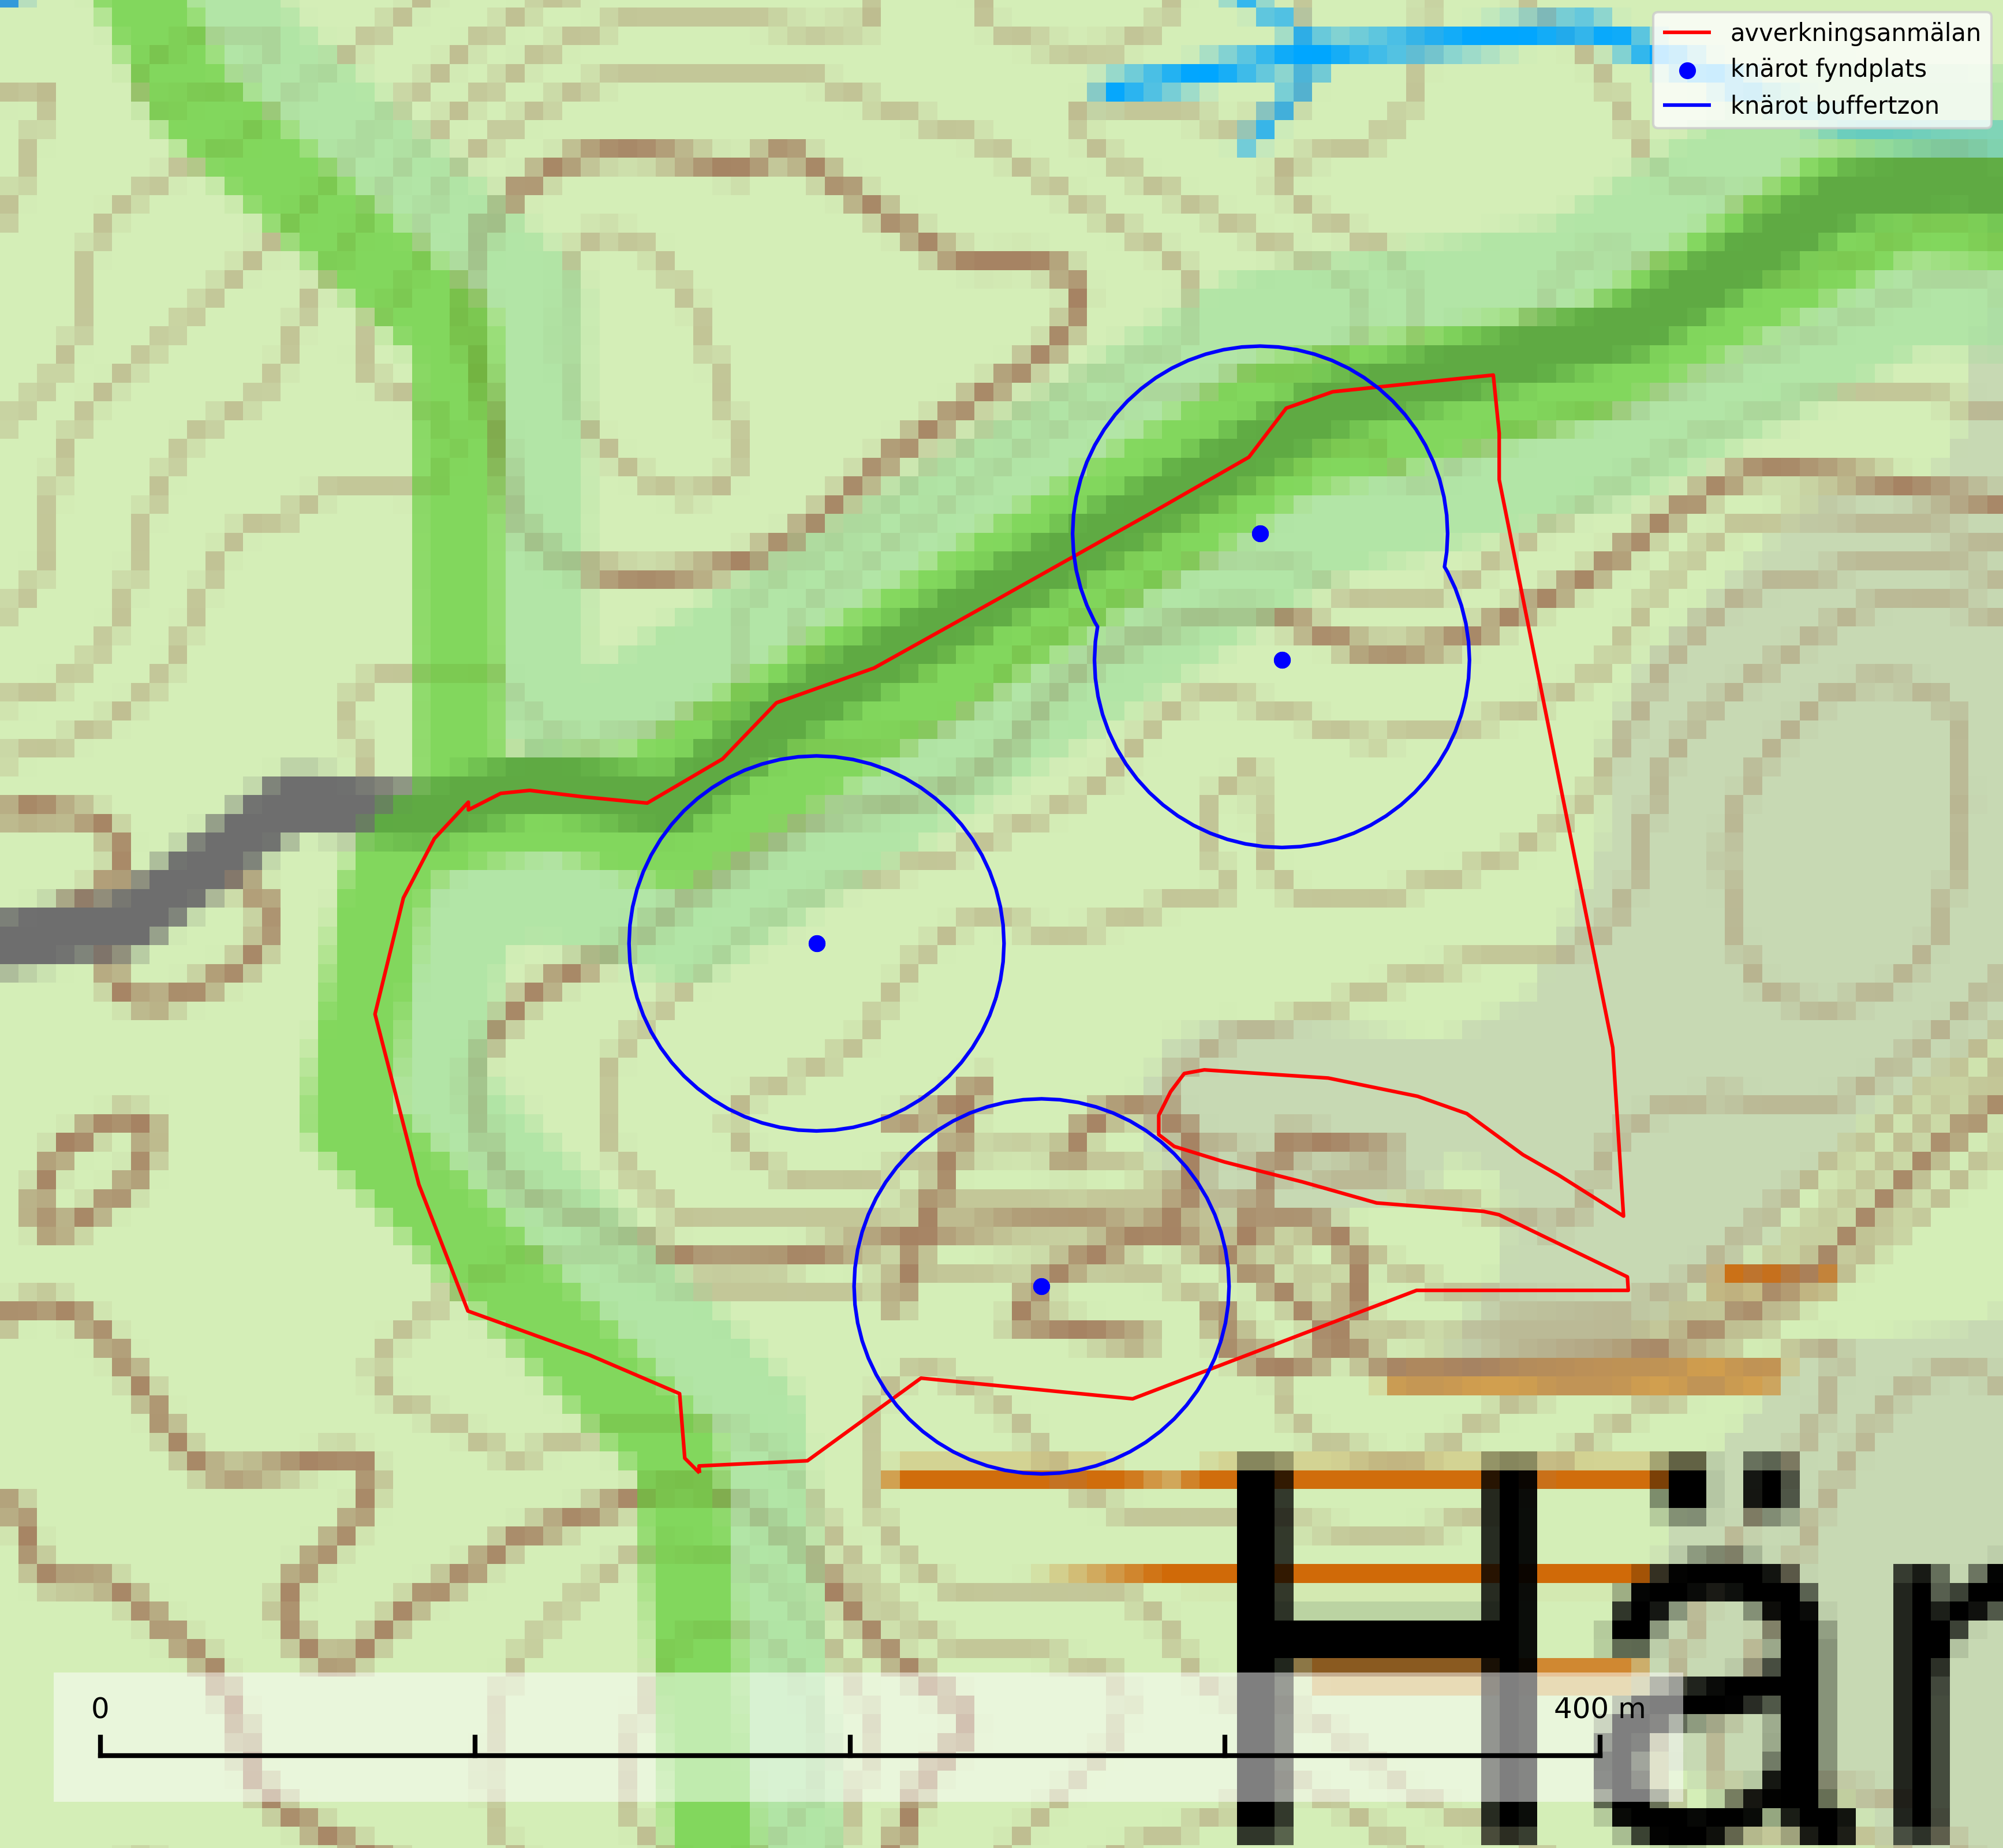 avverkningsanmälan
knärot fyndplats
knärot buffertzon
Här
0 400 m